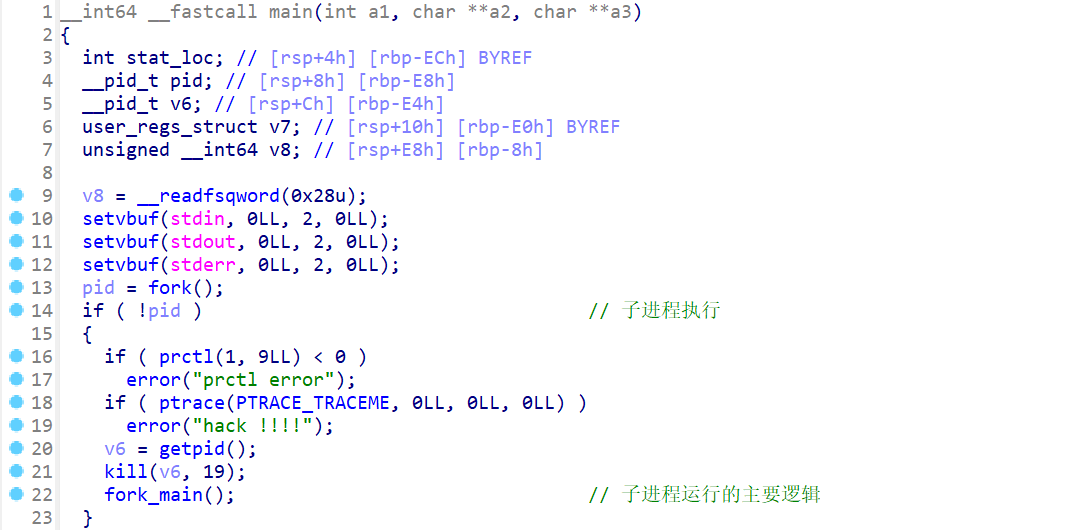 1 __int64 __fastcall main(int a1, char **a2, char **a3)
2 {
3 int stat_loc; // [rsp+4h] [rbp-ECh] BYREF
4 __pid_t pid; // [rsp+8h] [rbp-E8h]
5 __pid_t v6; // [rsp+Ch] [rbp-E4h]
6 user_regs_struct v7; // [rsp+10h] [rbp-E0h] BYREF
7 unsigned __int64 v8; // [rsp+E8h] [rbp-8h]
8
9 v8 = __readfsqword(0x28u);
10 setvbuf(stdin, 0LL, 2, 0LL);
11 setvbuf(stdout, 0LL, 2, 0LL);
12 setvbuf(stderr, 0LL, 2, 0LL);
13 pid = fork();
14 if ( !pid ) // 子进程执行
15 {
16 if ( prctl(1, 9LL) < 0 )
17 error("prctl error");
18 if ( ptrace(PTRACE_TRACEME, 0LL, 0LL, 0LL) )
19 error("hack !!!!");
20 v6 = getpid();
21 kill(v6, 19);
22 fork_main(); // 子进程运行的主要逻辑
23 }